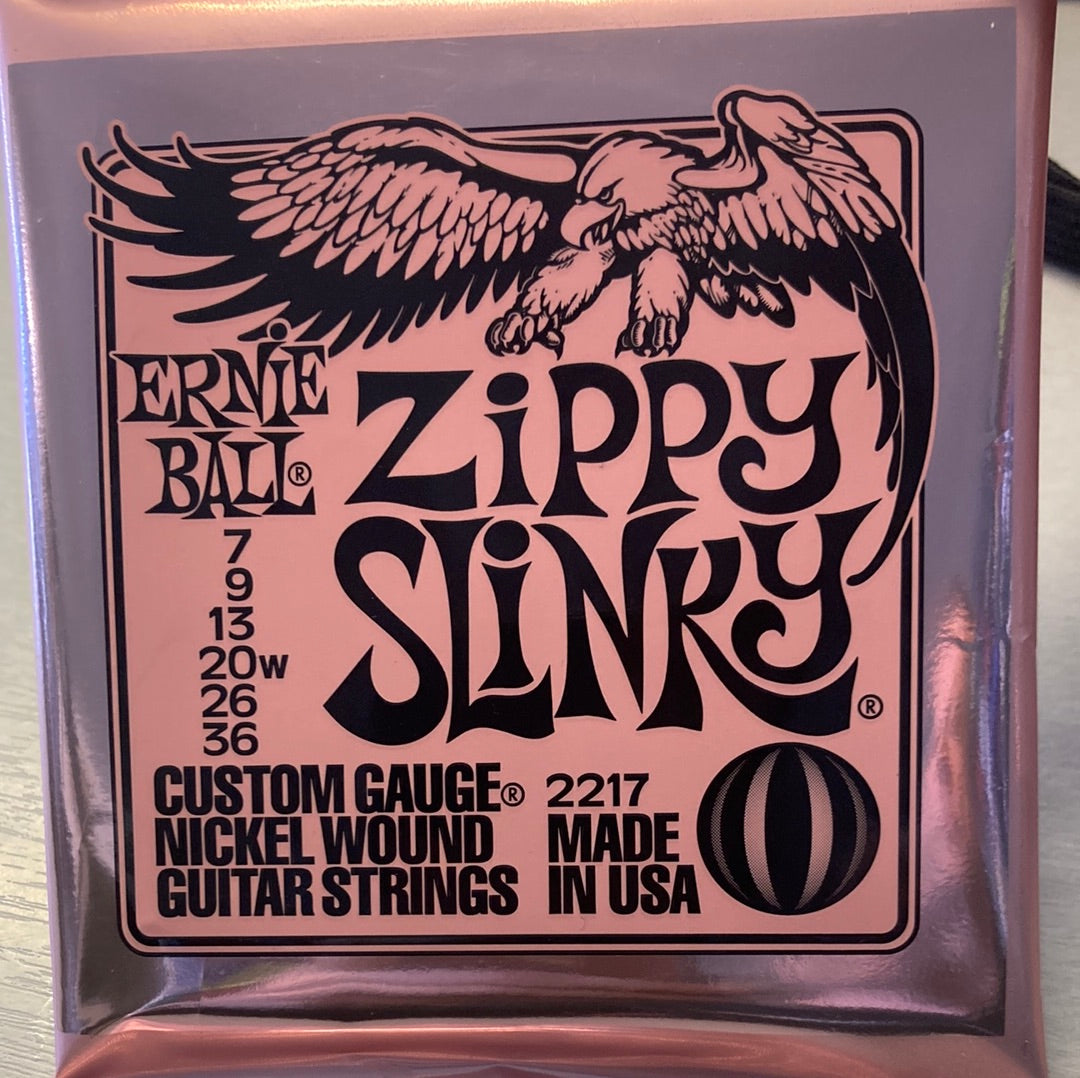 ERNiE
BALL®
ZiPPY
SLiNKY®
7
9
13
20W
26
36
CUSTOM GAUGE®
NICKEL WOUND
GUITAR STRINGS
2217
MADE
IN USA